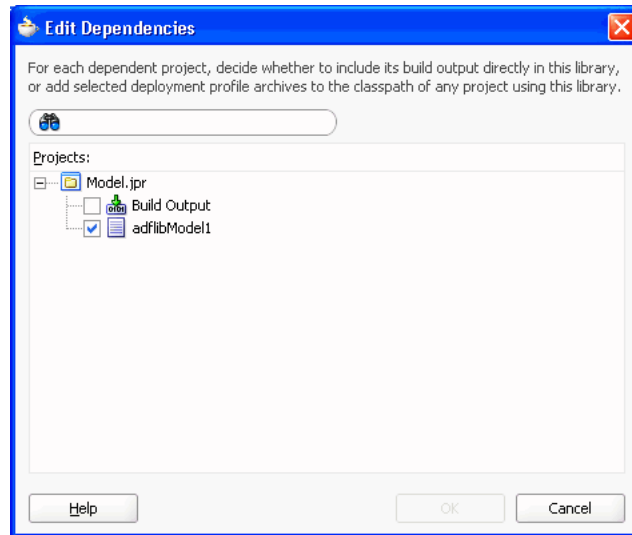 Edit Dependencies
For each dependent project, decide whether to include its build output directly in this library,
or add selected deployment profile archives to the classpath of any project using this library.
Projects:
Model.jpr
Build Output
adflibModel1
Help
OK
Cancel